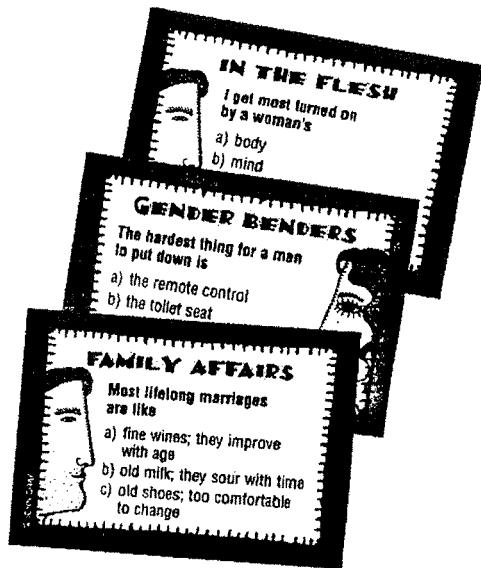 IN THE FLESH
I get most turned on
by a woman's
a) body
b) mind
GENDER BENDERS
The hardest thing for a man
to put down is
a) the remote control
b) the toilet seat
FAMILY AFFAIRS
Most lifelong marriages
are like
a) fine wines; they improve
with age
b) old milk; they sour with time
c) old shoes; too comfortable
to change